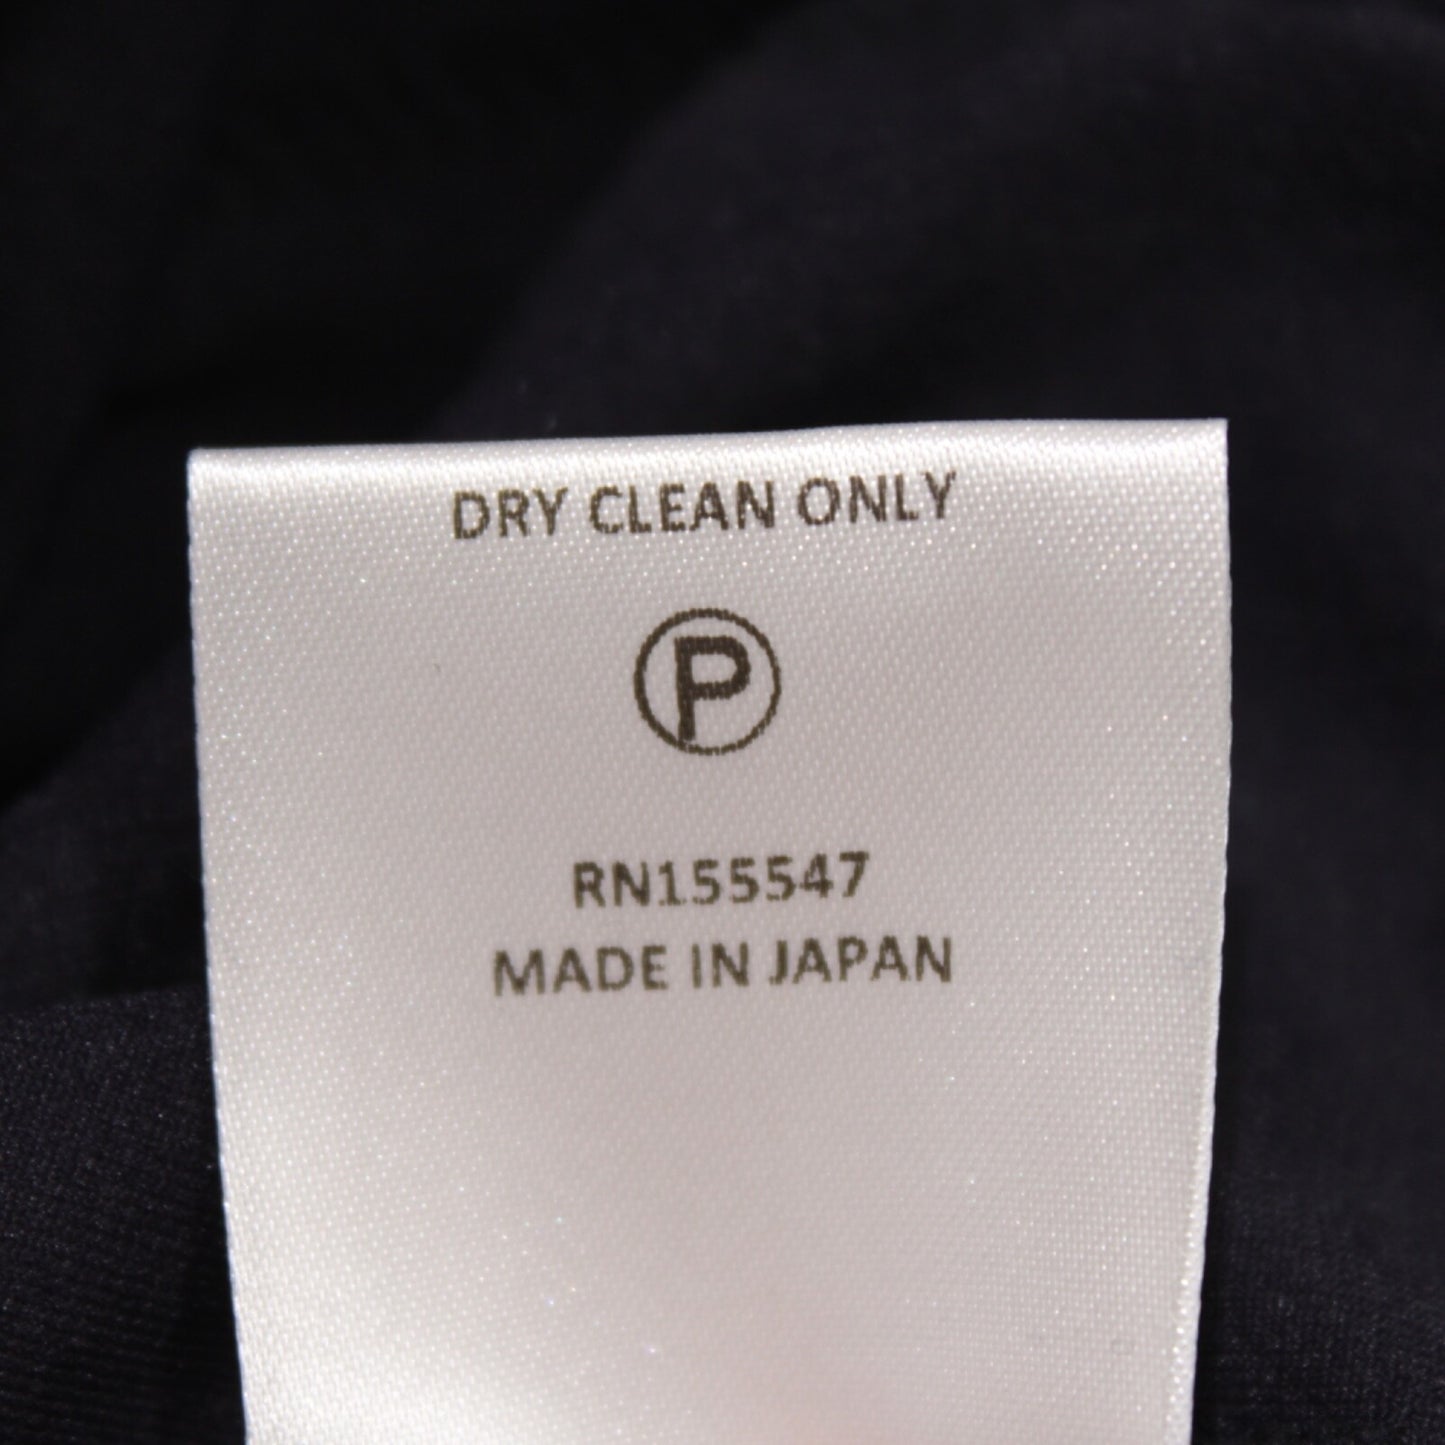 DRY CLEAN ONLY
P
RN155547
MADE IN JAPAN